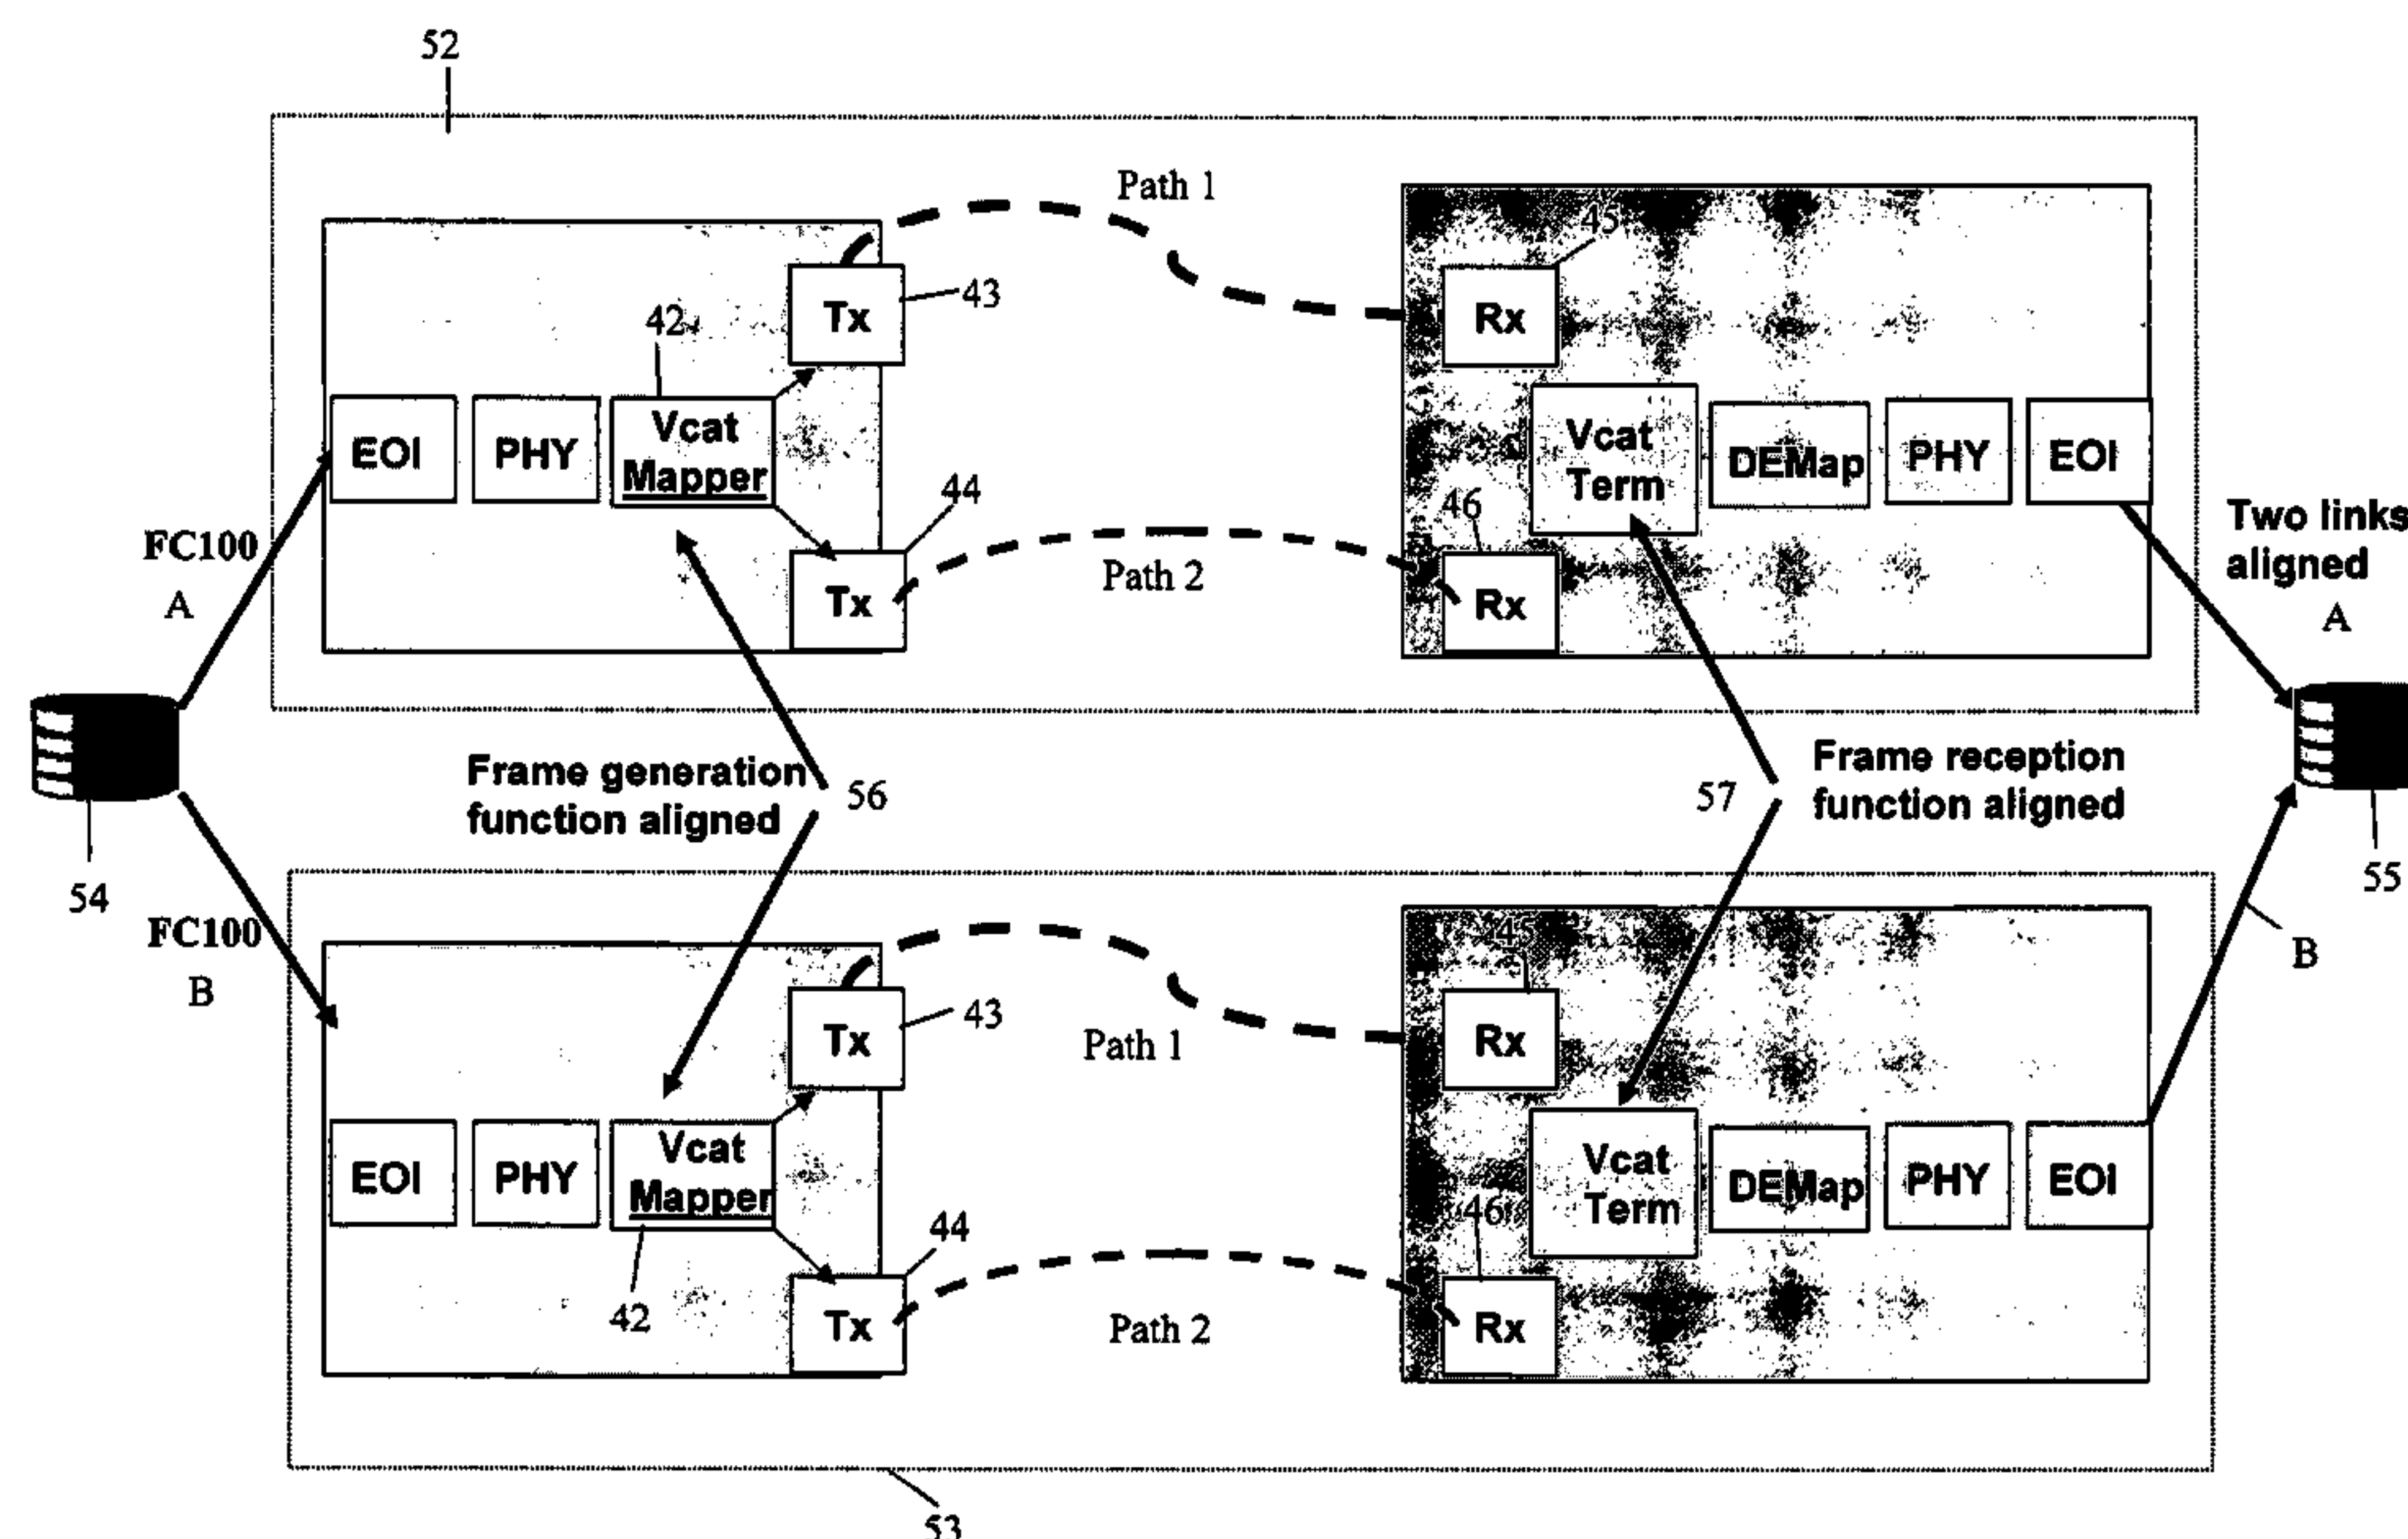 52
Path 1
45
Tx
43
Rx
42
Vcat
Mapper
EOI
PHY
Vcat
Term
DEMap
PHY
EOI
44
46
Two links
aligned
A
FC100
A
Path 2
Tx
Rx
Frame generation
function aligned
56
57
Frame reception
function aligned
54
55
FC100
B
45
B
Tx
43
Path 1
Rx
EOI
PHY
Vcat
Mapper
Vcat
Term
DEMap
PHY
EOI
44
46
42
Tx
Path 2
Rx
53